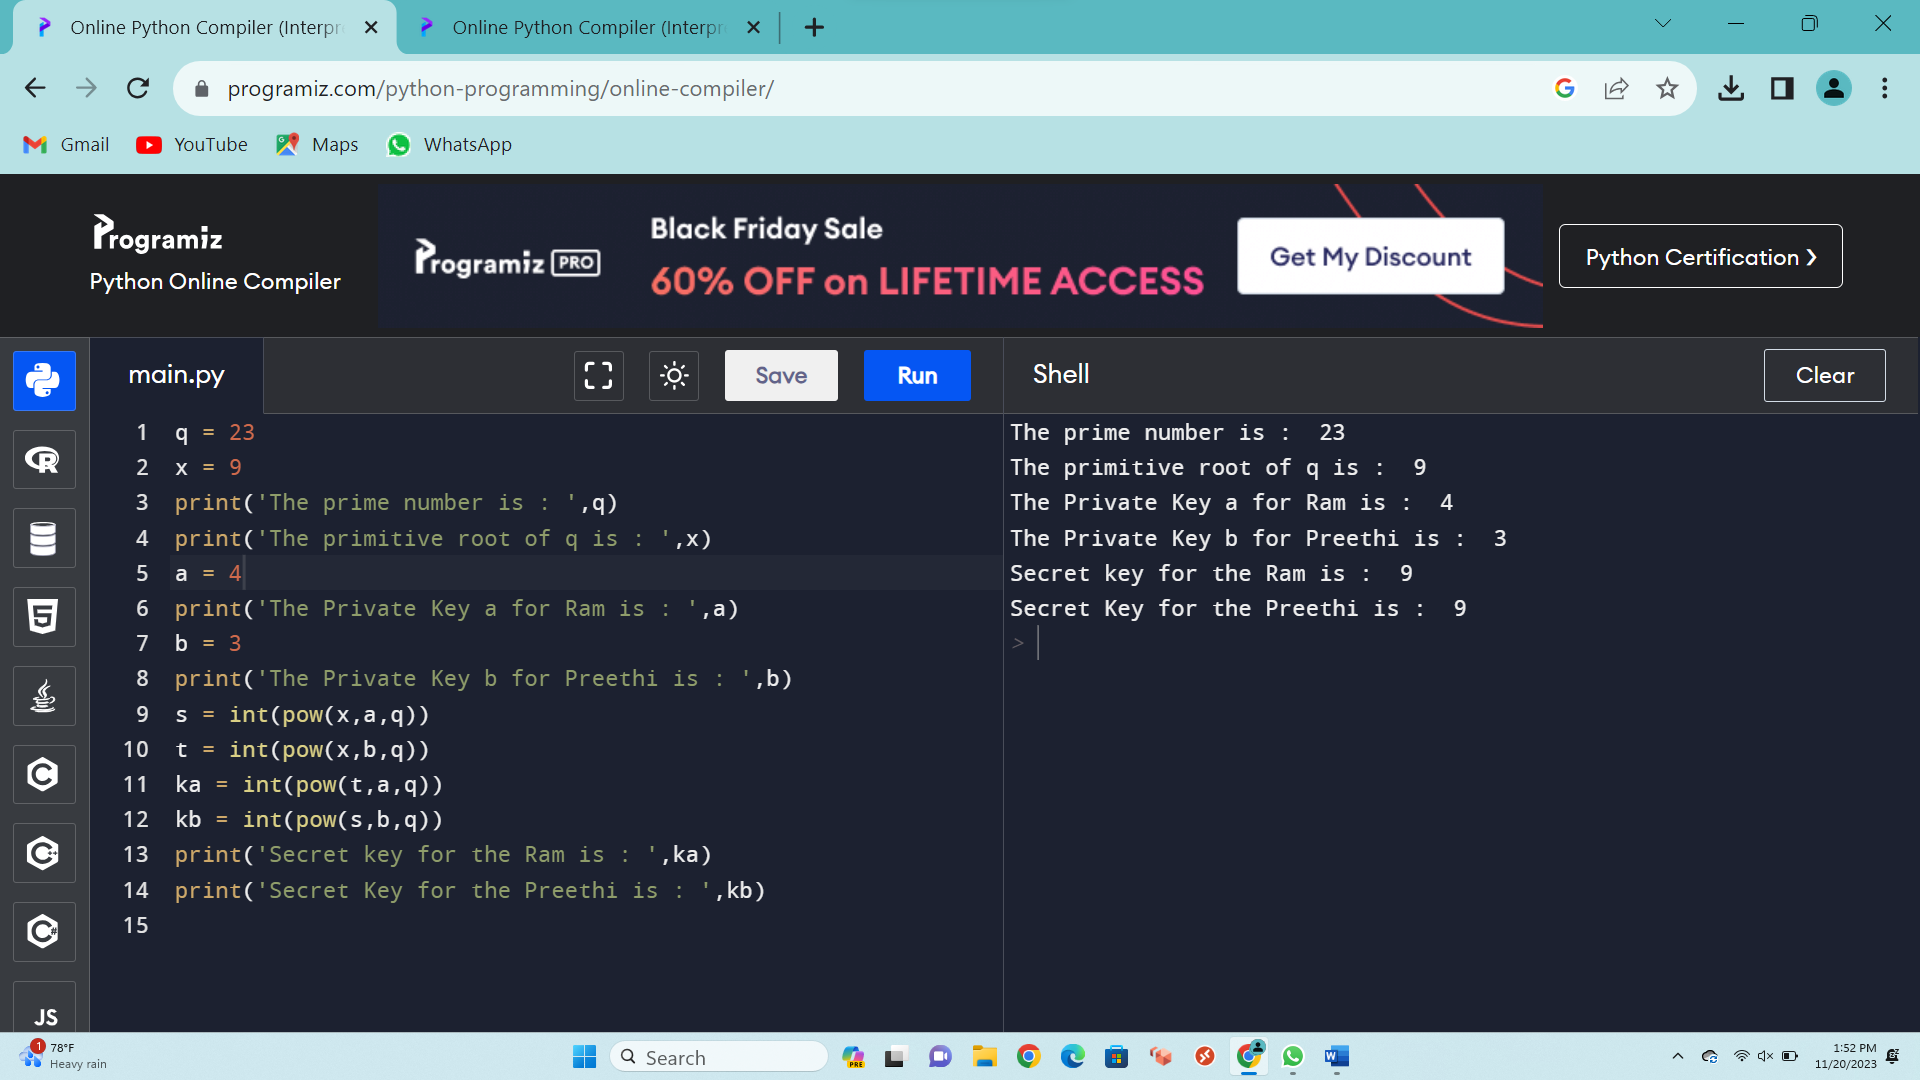 Online Python Compiler (Interpr
Online Python Compiler (Interpr
programiz.com/python-programming/online-compiler/
Gmail
YouTube
Maps
WhatsApp
Programiz
Python Online Compiler
Programiz PRO
Black Friday Sale
60% OFF on LIFETIME ACCESS
Get My Discount
Python Certification ❯
main.py
Save
Run
Shell
Clear
1 q = 23
2 x = 9
3 print('The prime number is : ',q)
4 print('The primitive root of q is : ',x)
5 a = 4
6 print('The Private Key a for Ram is : ',a)
7 b = 3
8 print('The Private Key b for Preethi is : ',b)
9 s = int(pow(x,a,q))
10 t = int(pow(x,b,q))
11 ka = int(pow(t,a,q))
12 kb = int(pow(s,b,q))
13 print('Secret key for the Ram is : ',ka)
14 print('Secret Key for the Preethi is : ',kb)
15
The prime number is :  23
The primitive root of q is :  9
The Private Key a for Ram is :  4
The Private Key b for Preethi is :  3
Secret key for the Ram is :  9
Secret Key for the Preethi is :  9
>
JS
1
78°F
Heavy rain
Search
PRE
1:52 PM
11/20/2023